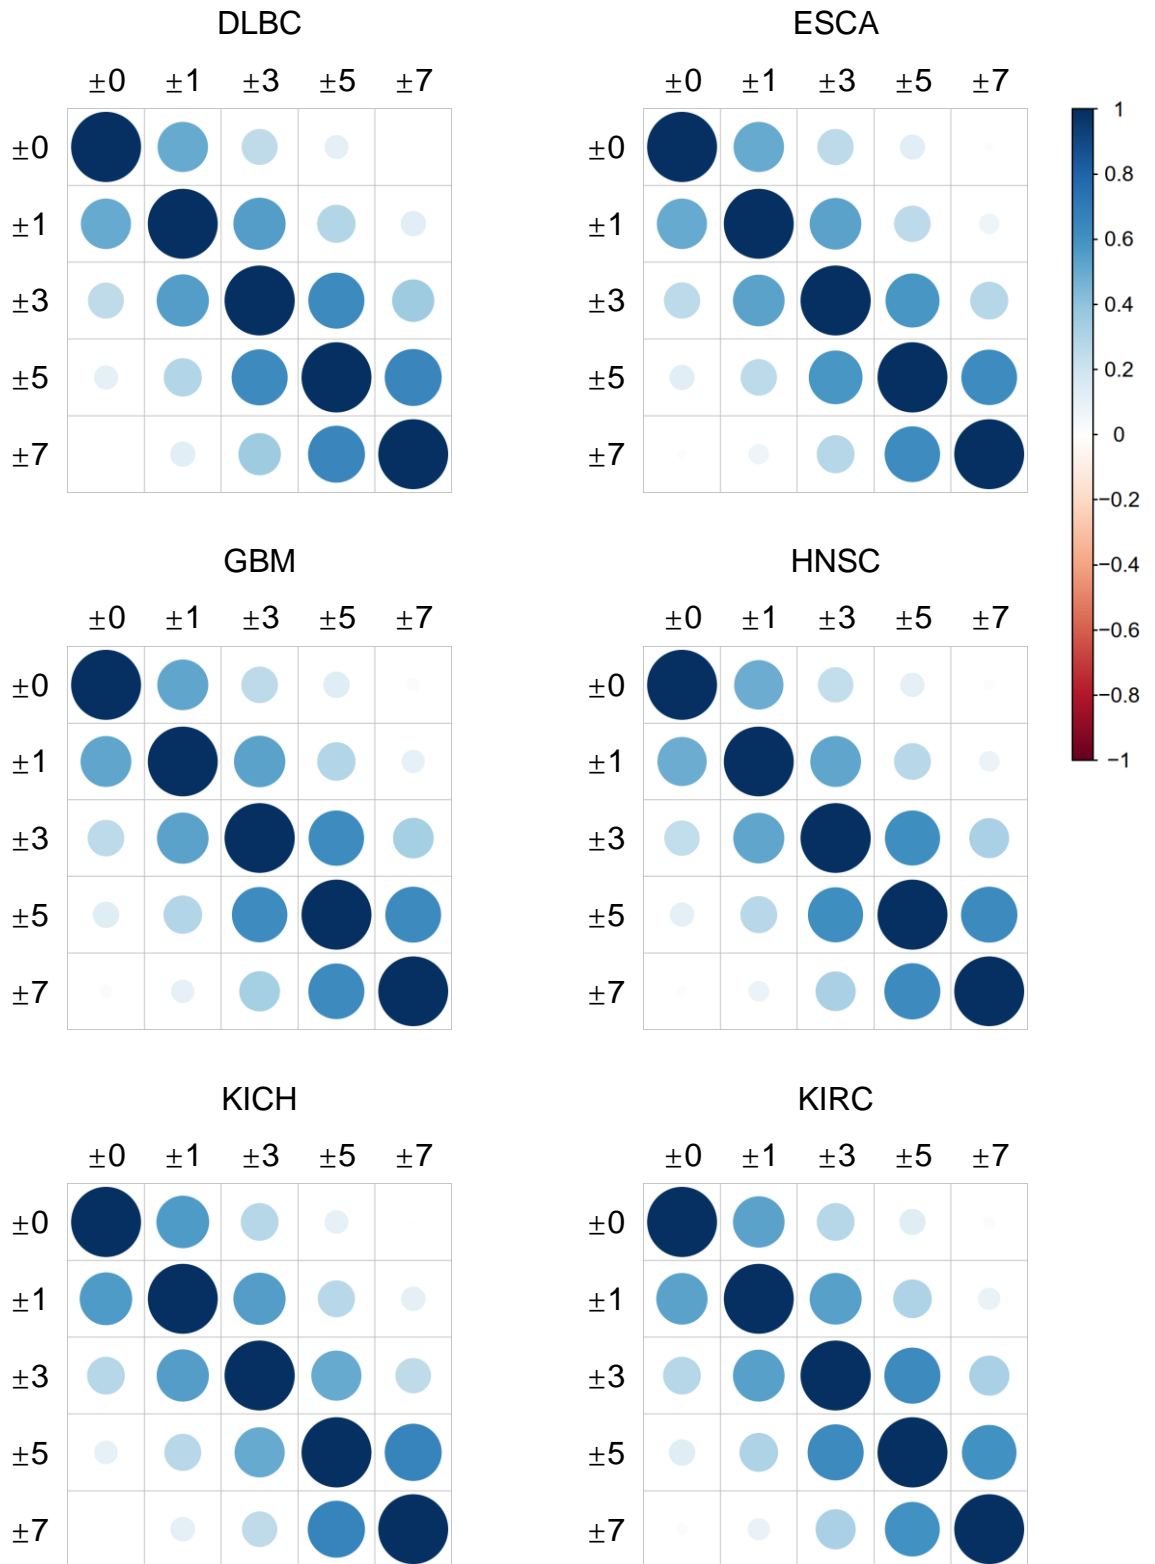 DLBC ESCA
±0 ±1 ±3 ±5 ±7 ±0 ±1 ±3 ±5 ±7
±0 ±0 1
±1 ±1 0.8
±3 ±3 0.6
±5 ±5 0.4
±7 ±7 0.2
0
−0.2
−0.4
−0.6
−0.8
−1
GBM HNSC
±0 ±1 ±3 ±5 ±7 ±0 ±1 ±3 ±5 ±7
±0 ±0
±1 ±1
±3 ±3
±5 ±5
±7 ±7
KICH KIRC
±0 ±1 ±3 ±5 ±7 ±0 ±1 ±3 ±5 ±7
±0 ±0
±1 ±1
±3 ±3
±5 ±5
±7 ±7